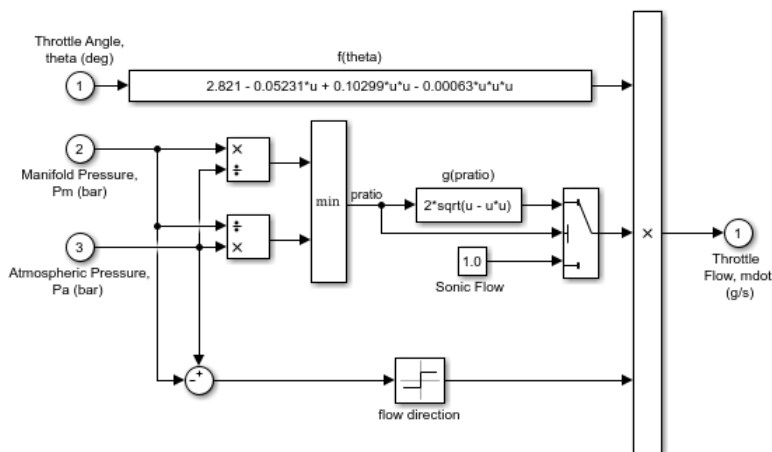 Throttle Angle,
theta (deg)
1
f(theta)
2.821 - 0.05231*u + 0.10299*u*u - 0.00063*u*u*u
2
Manifold Pressure,
Pm (bar)
×
÷
min
pratio
g(pratio)
2*sqrt(u - u*u)
÷
×
3
Atmospheric Pressure,
Pa (bar)
1.0
Sonic Flow
×
1
Throttle
Flow, mdot
(g/s)
-+
flow direction